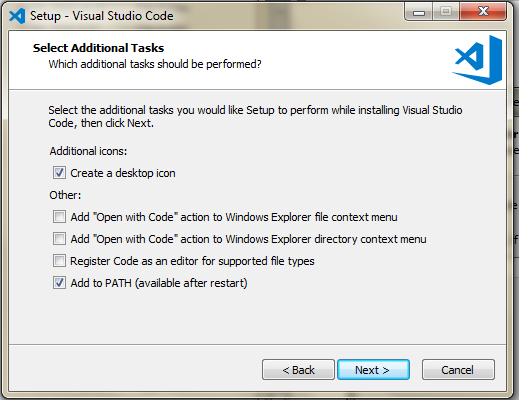 Setup - Visual Studio Code
Select Additional Tasks
Which additional tasks should be performed?
Select the additional tasks you would like Setup to perform while installing Visual Studio
Code, then click Next.
Additional icons:
Create a desktop icon
Other:
Add "Open with Code" action to Windows Explorer file context menu
Add "Open with Code" action to Windows Explorer directory context menu
Register Code as an editor for supported file types
Add to PATH (available after restart)
< Back
Next >
Cancel